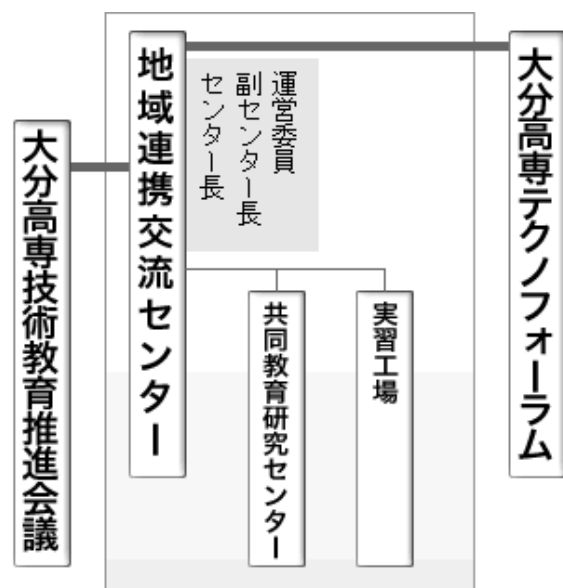 大分高専テクノフォーラム
地域連携交流センター
運営委員
副センター長
センター長
大分高専技術教育推進会議
実習工場
共同教育研究センター